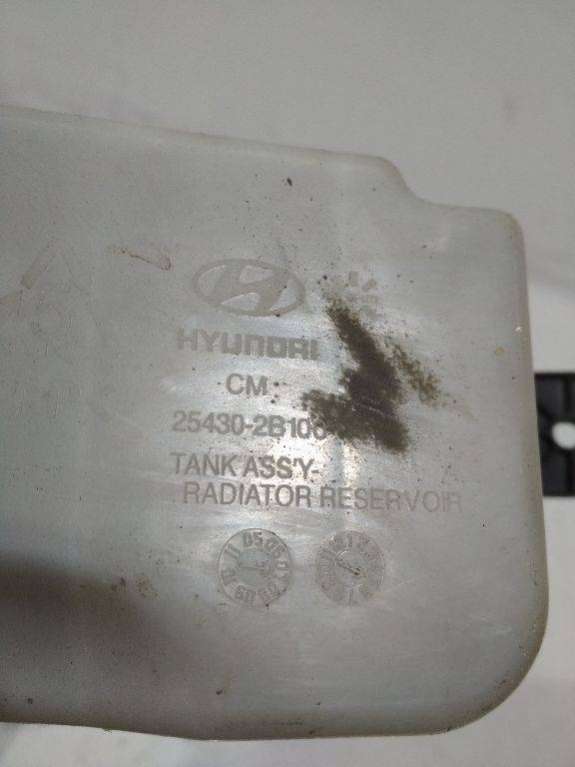 HYUNDAI
CM
25430-2B100
TANK ASS'Y-
RADIATOR RESERVOIR